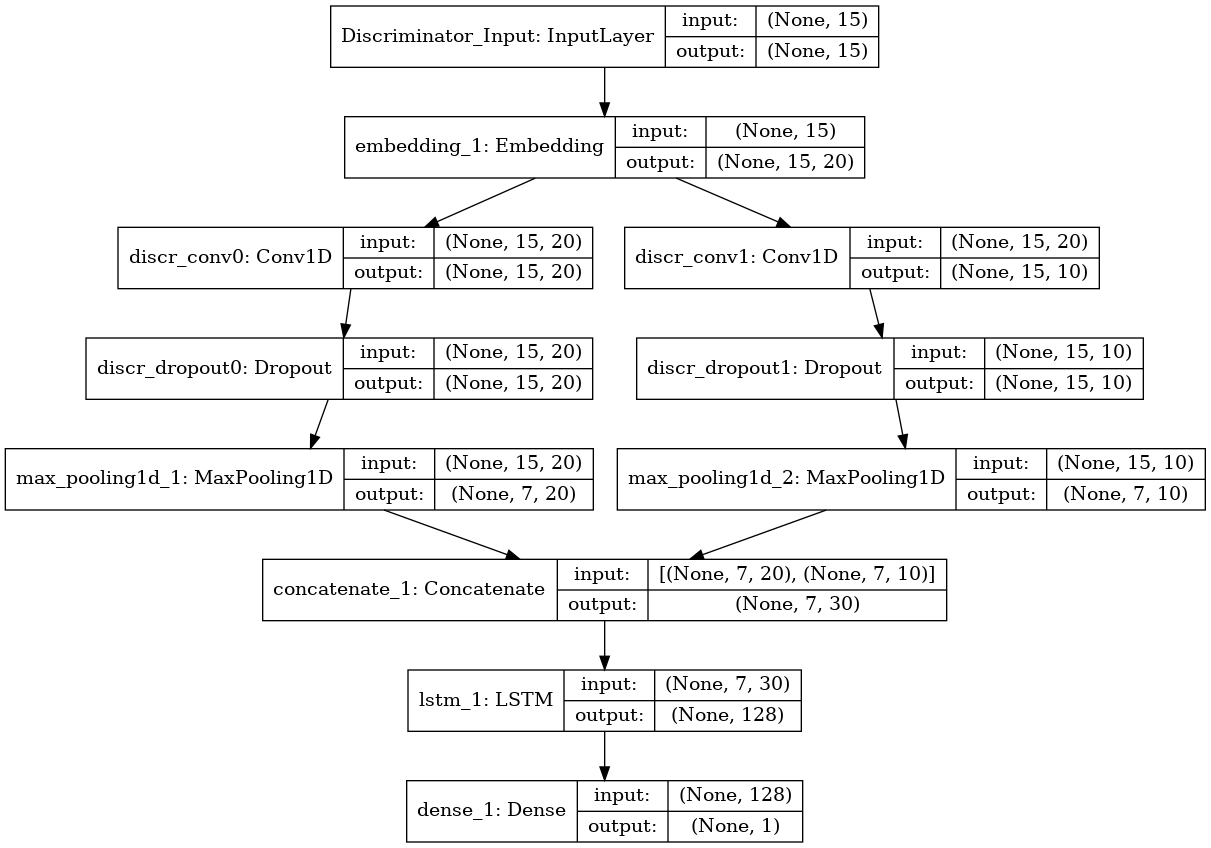 Discriminator_Input: InputLayer
input: (None, 15)
output: (None, 15)
embedding_1: Embedding
input: (None, 15)
output: (None, 15, 20)
discr_conv0: Conv1D
input: (None, 15, 20)
output: (None, 15, 20)
discr_conv1: Conv1D
input: (None, 15, 20)
output: (None, 15, 10)
discr_dropout0: Dropout
input: (None, 15, 20)
output: (None, 15, 20)
discr_dropout1: Dropout
input: (None, 15, 10)
output: (None, 15, 10)
max_pooling1d_1: MaxPooling1D
input: (None, 15, 20)
output: (None, 7, 20)
max_pooling1d_2: MaxPooling1D
input: (None, 15, 10)
output: (None, 7, 10)
concatenate_1: Concatenate
input: [(None, 7, 20), (None, 7, 10)]
output: (None, 7, 30)
lstm_1: LSTM
input: (None, 7, 30)
output: (None, 128)
dense_1: Dense
input: (None, 128)
output: (None, 1)